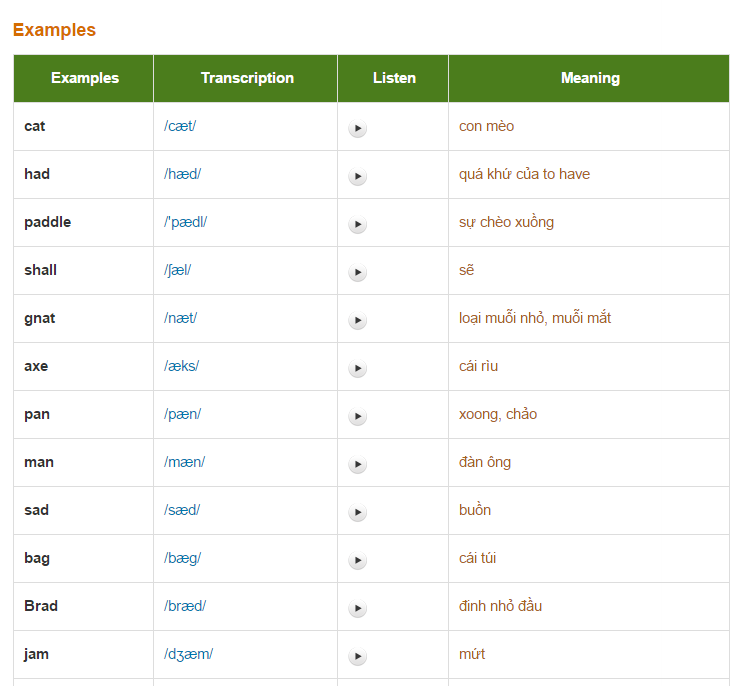 Examples
Examples Transcription Listen Meaning
cat /cæt/ con mèo
had /hæd/ quá khứ của to have
paddle /'pædl/ sự chèo xuồng
shall /ʃæl/ sẽ
gnat /næt/ loại muỗi nhỏ, muỗi mắt
axe /æks/ cái rìu
pan /pæn/ xoong, chảo
man /mæn/ đàn ông
sad /sæd/ buồn
bag /bæg/ cái túi
Brad /bræd/ đinh nhỏ đầu
jam /dʒæm/ mứt